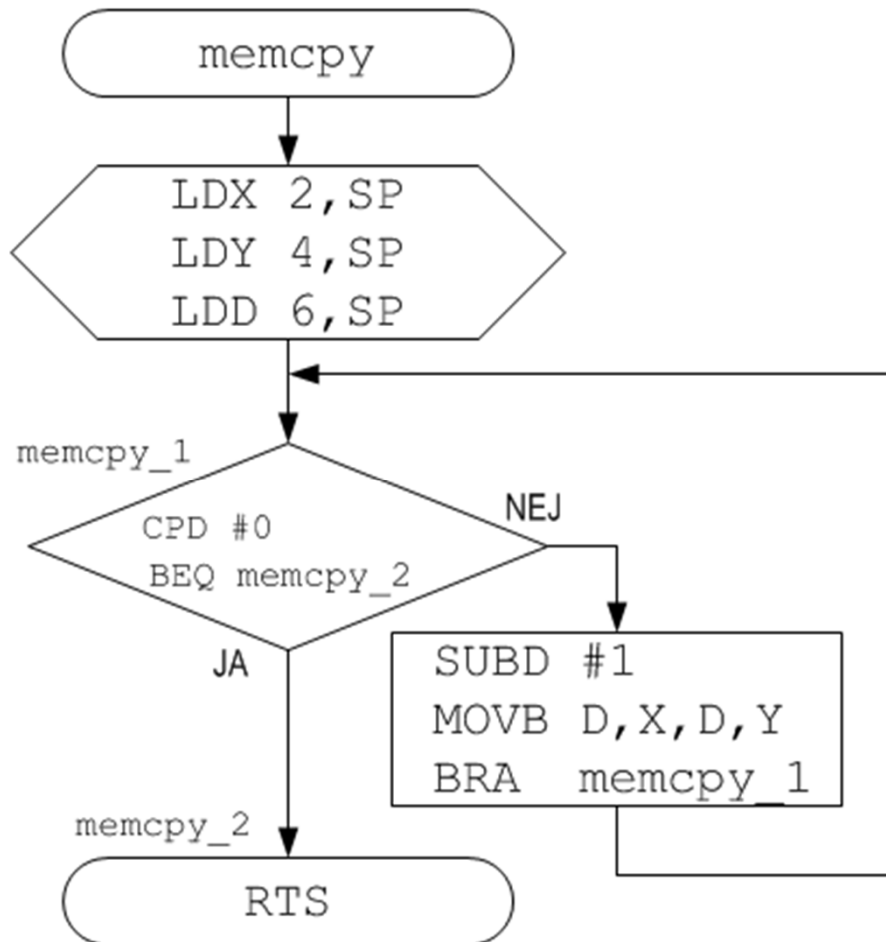 memcpy
LDX 2,SP
LDY 4,SP
LDD 6,SP
memcpy_1
CPD #0
BEQ memcpy_2
NEJ
JA
SUBD #1
MOVB D,X,D,Y
BRA memcpy_1
memcpy_2
RTS